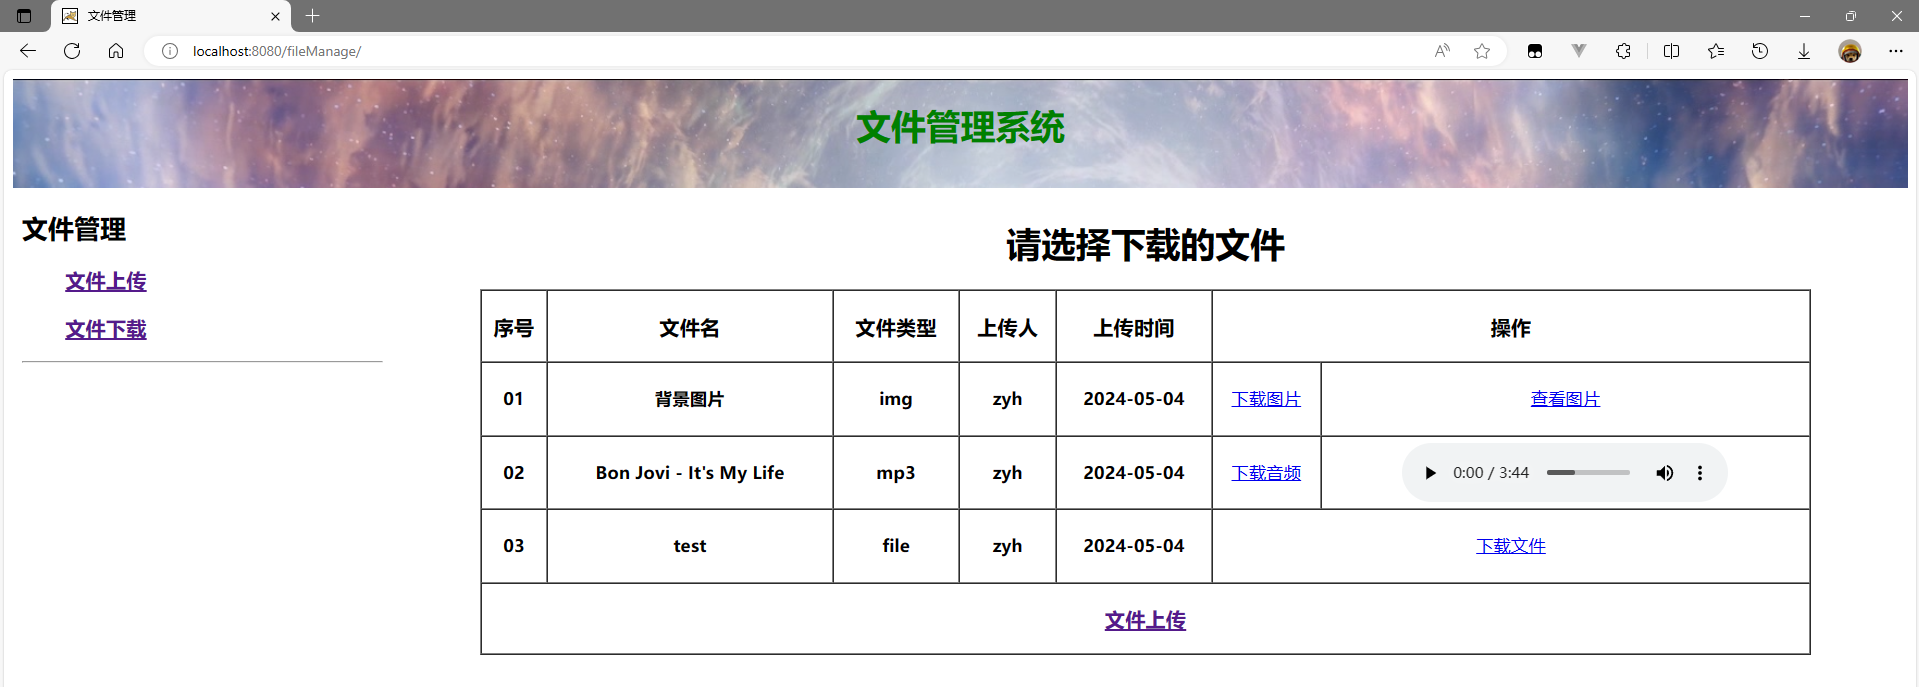 文件管理
localhost:8080/fileManage/
文件管理系统
文件管理
文件上传
文件下载
请选择下载的文件
序号 文件名 文件类型 上传人 上传时间 操作
01 背景图片 img zyh 2024-05-04 下载图片 查看图片
02 Bon Jovi - It's My Life mp3 zyh 2024-05-04 下载音频 0:00 / 3:44
03 test file zyh 2024-05-04 下载文件
文件上传